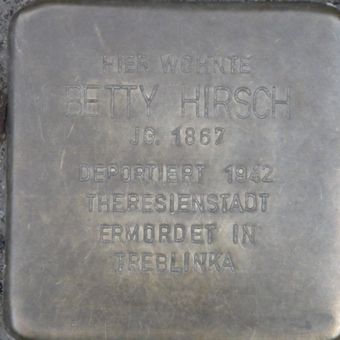 HIER WOHNTE
BETTY HIRSCH
JG. 1867
DEPORTIERT 1942
THERESIENSTADT
ERMORDET IN
TREBLINKA